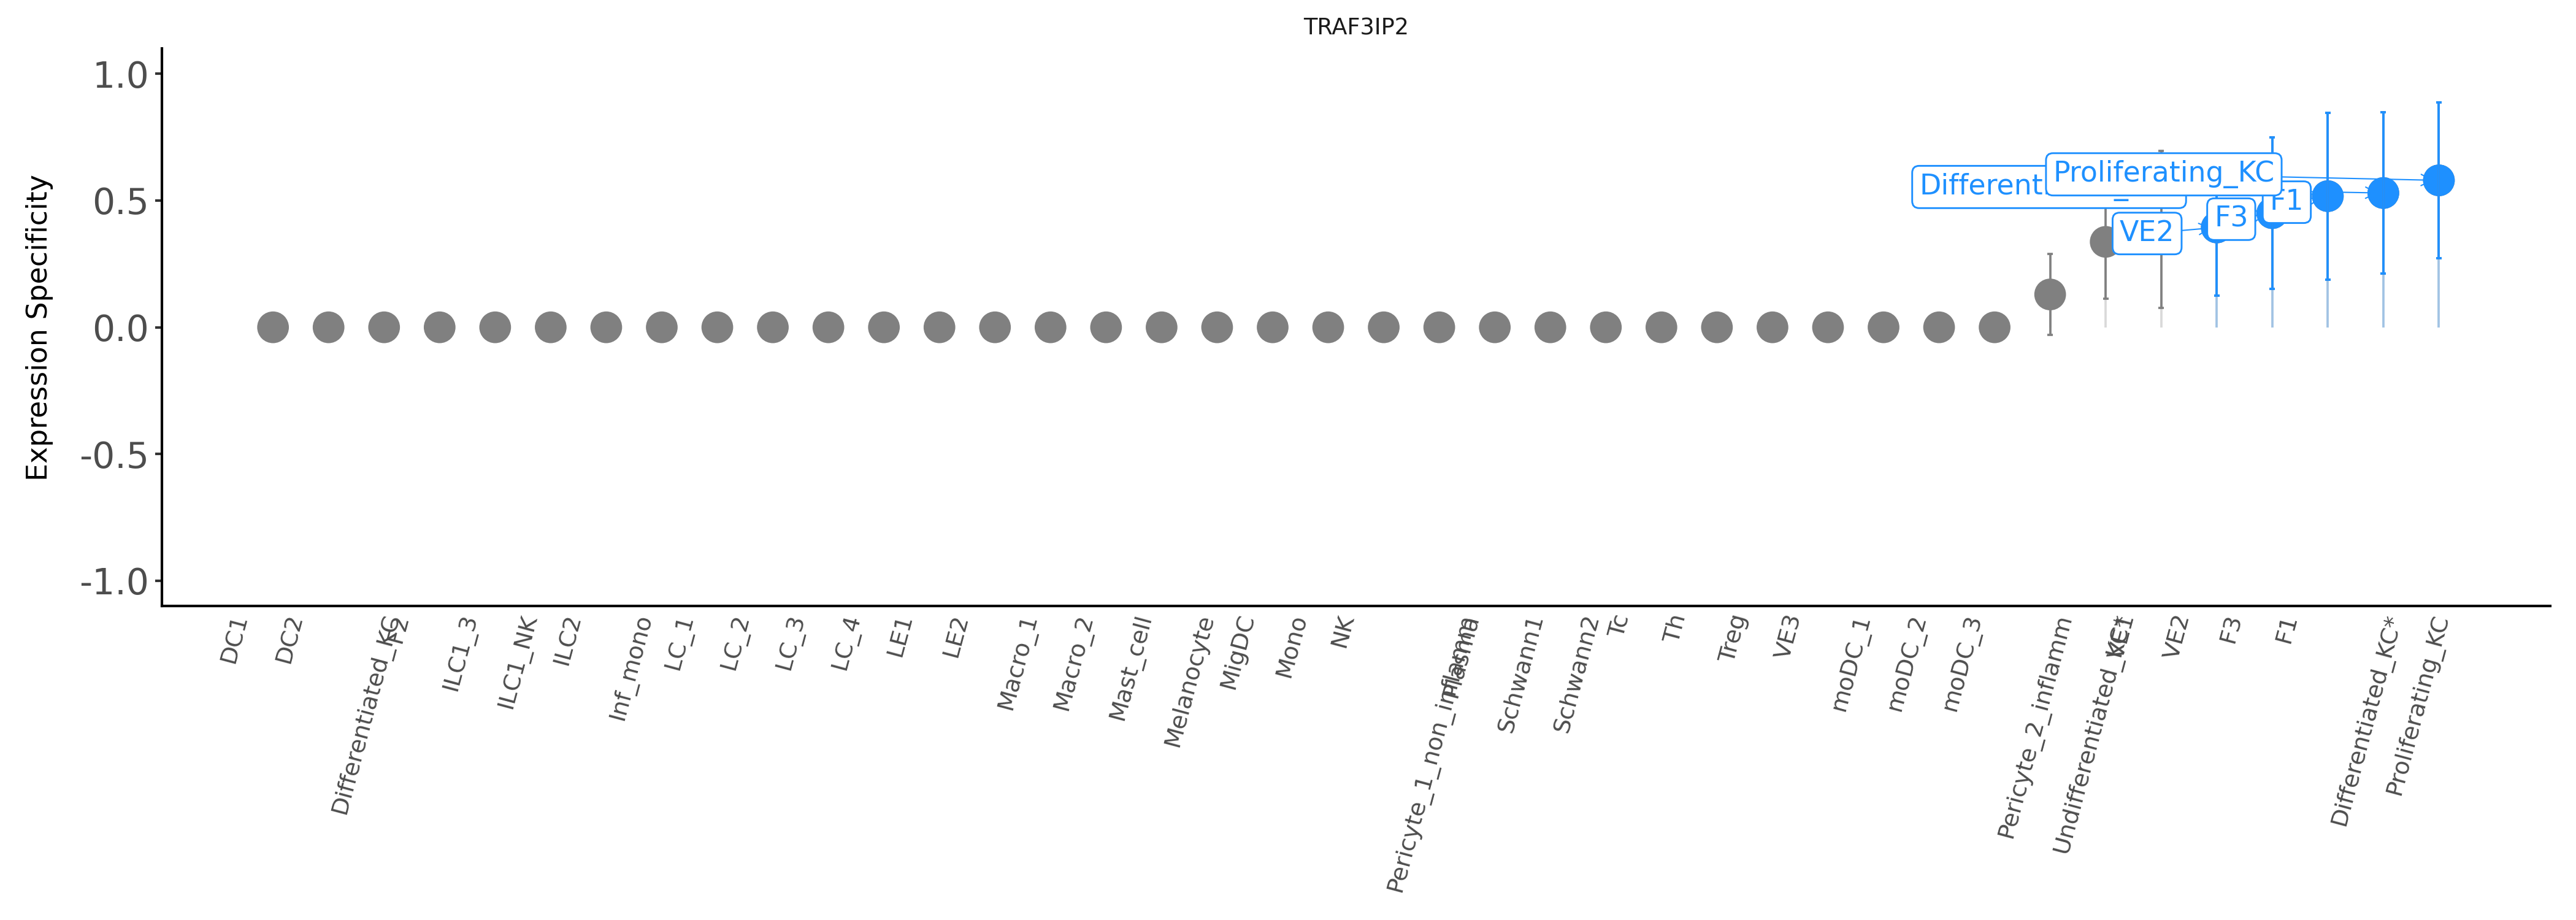 TRAF3IP2
Expression Specificity
1.0
0.5
0.0
-0.5
-1.0
Proliferating_KC
VE2
F3
F1
DC1
DC2
Differentiated_KC
F2
ILC1_3
ILC1_NK
ILC2
Inf_mono
LC_1
LC_2
LC_3
LC_4
LE1
LE2
Macro_1
Macro_2
Mast_cell
Melanocyte
MigDC
Mono
NK
Pericyte_1_non_inflamm
Plasma
Schwann1
Schwann2
Tc
Th
Treg
VE3
moDC_1
moDC_2
moDC_3
Pericyte_2_inflamm
Undifferentiated_KC*
VE1
VE2
F3
F1
Differentiated_KC*
Proliferating_KC